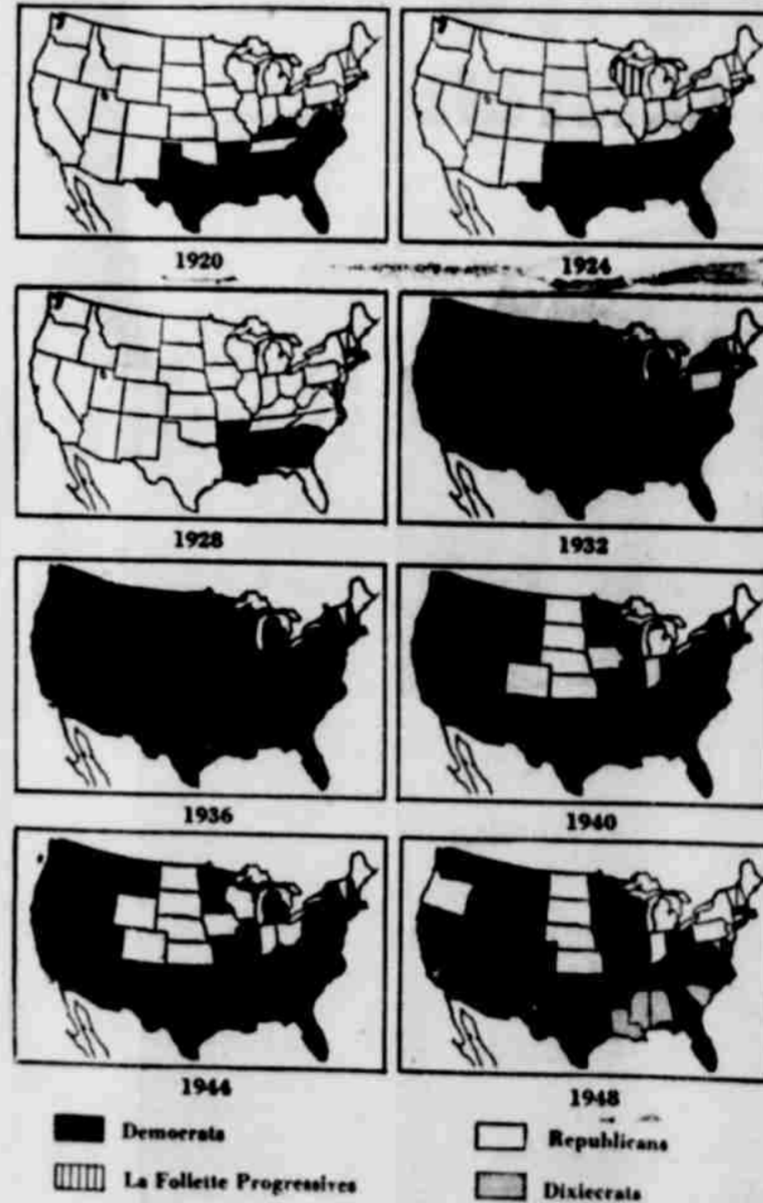 1920 1924
1928 1932
1936 1940
1944 1948
Democrats Republicans
La Follette Progressives Dixiecrats